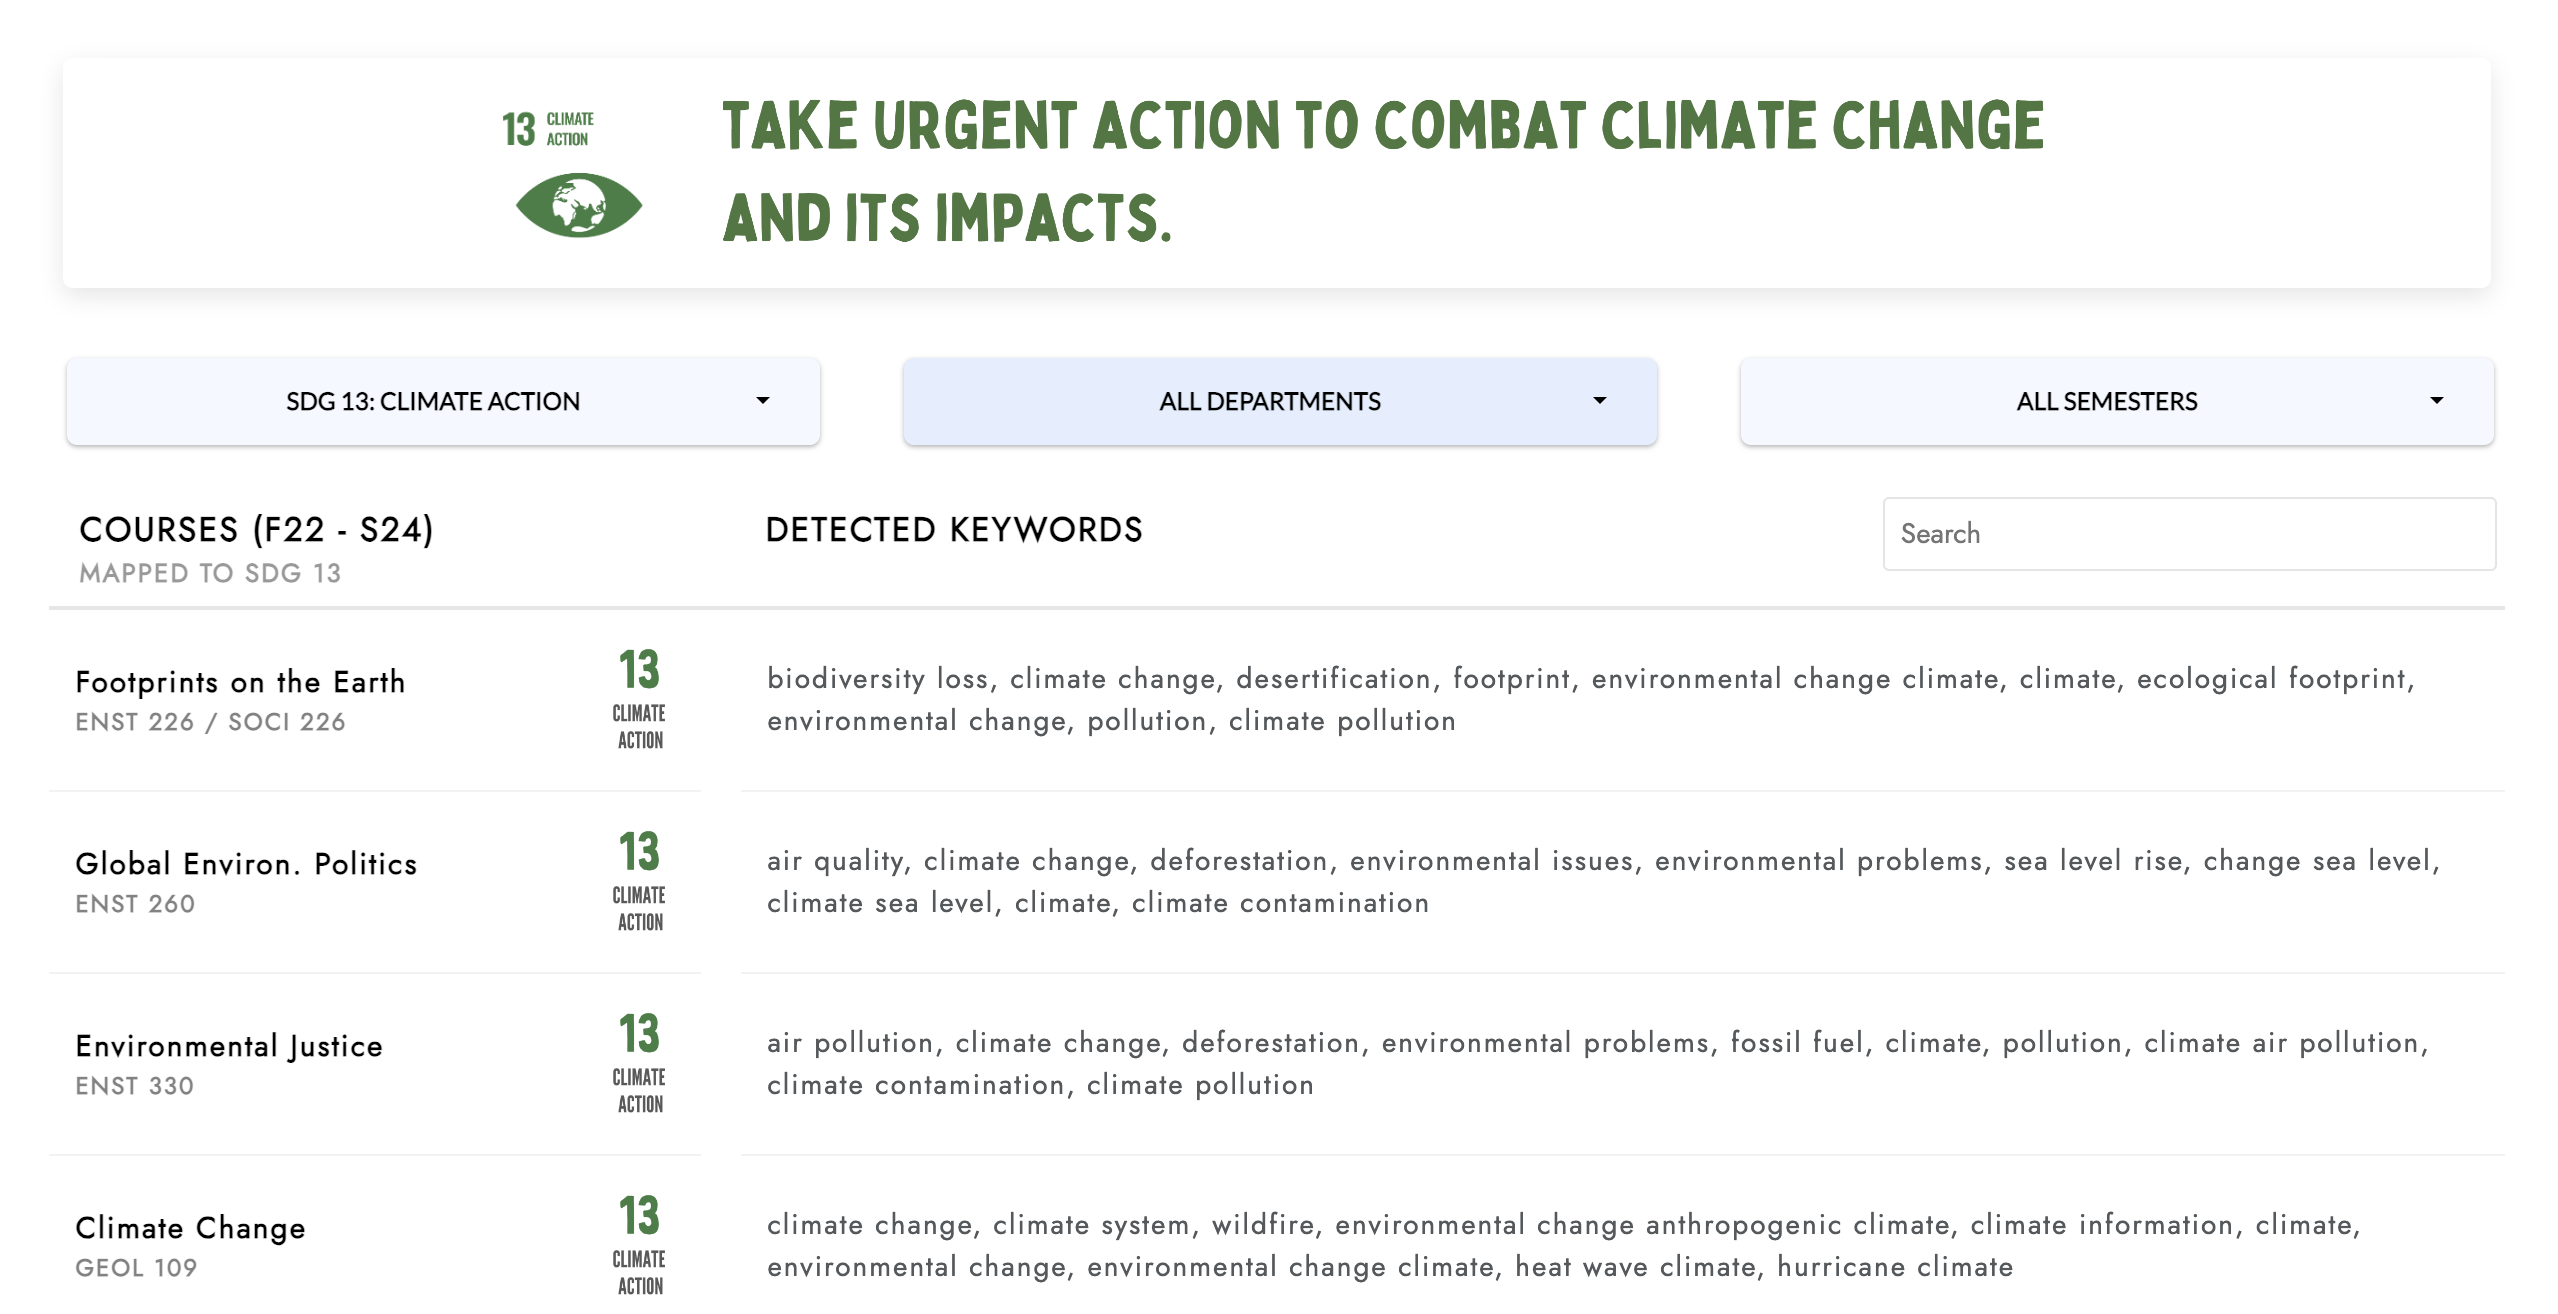 13 CLIMATE
ACTION
TAKE URGENT ACTION TO COMBAT CLIMATE CHANGE
AND ITS IMPACTS.
SDG 13: CLIMATE ACTION
ALL DEPARTMENTS
ALL SEMESTERS
COURSES (F22 - S24)
MAPPED TO SDG 13
DETECTED KEYWORDS
Search
Footprints on the Earth
ENST 226 / SOCI 226
13
CLIMATE
ACTION
biodiversity loss, climate change, desertification, footprint, environmental change climate, climate, ecological footprint,
environmental change, pollution, climate pollution
Global Environ. Politics
ENST 260
13
CLIMATE
ACTION
air quality, climate change, deforestation, environmental issues, environmental problems, sea level rise, change sea level,
climate sea level, climate, climate contamination
Environmental Justice
ENST 330
13
CLIMATE
ACTION
air pollution, climate change, deforestation, environmental problems, fossil fuel, climate, pollution, climate air pollution,
climate contamination, climate pollution
Climate Change
GEOL 109
13
CLIMATE
ACTION
climate change, climate system, wildfire, environmental change anthropogenic climate, climate information, climate,
environmental change, environmental change climate, heat wave climate, hurricane climate